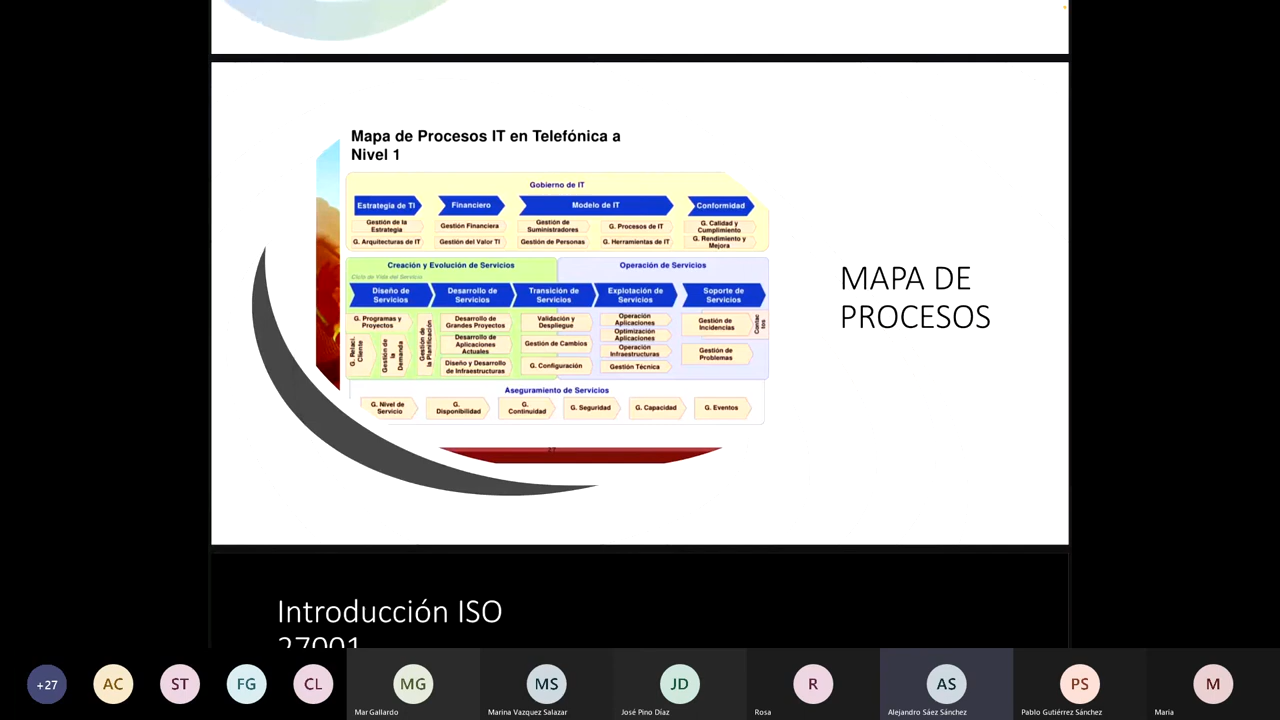 Mapa de Procesos IT en Telefónica a
Nivel 1
Gobierno de IT
Estrategia de TI
Financiero
Modelo de IT
Conformidad
Gestión de la
Estrategia
Gestión Financiera
Gestión de
Suministradores
G. Procesos de IT
G. Calidad y
Cumplimiento
G. Arquitecturas de IT
Gestión del Valor TI
Gestión de Personas
G. Herramientas de IT
G. Rendimiento y
Mejora
Creación y Evolución de Servicios
Operación de Servicios
Ciclo de Vida del Servicio
Diseño de
Servicios
Desarrollo de
Servicios
Transición de
Servicios
Explotación de
Servicios
Soporte de
Servicios
G. Programas y
Proyectos
G. Relac.
Cliente
Gestión de
la
Demanda
Gestión de
la Planificación
Desarrollo de
Grandes Proyectos
Desarrollo de
Aplicaciones
Actuales
Diseño y Desarrollo
de Infraestructuras
Validación y
Despliegue
Gestión de Cambios
G. Configuración
Operación
Aplicaciones
Optimización
Aplicaciones
Operación
Infraestructuras
Gestión Técnica
Gestión de
Incidencias
Contac
tos
Gestión de
Problemas
Aseguramiento de Servicios
G. Nivel de
Servicio
G.
Disponibilidad
G.
Continuidad
G. Seguridad
G. Capacidad
G. Eventos
MAPA DE
PROCESOS
Introducción ISO
27001
+27
AC
ST
FG
CL
MG
MS
JD
R
AS
PS
M
Mar Gallardo
Marina Vazquez Salazar
José Pino Díaz
Rosa
Alejandro Sáez Sánchez
Pablo Gutiérrez Sánchez
Maria